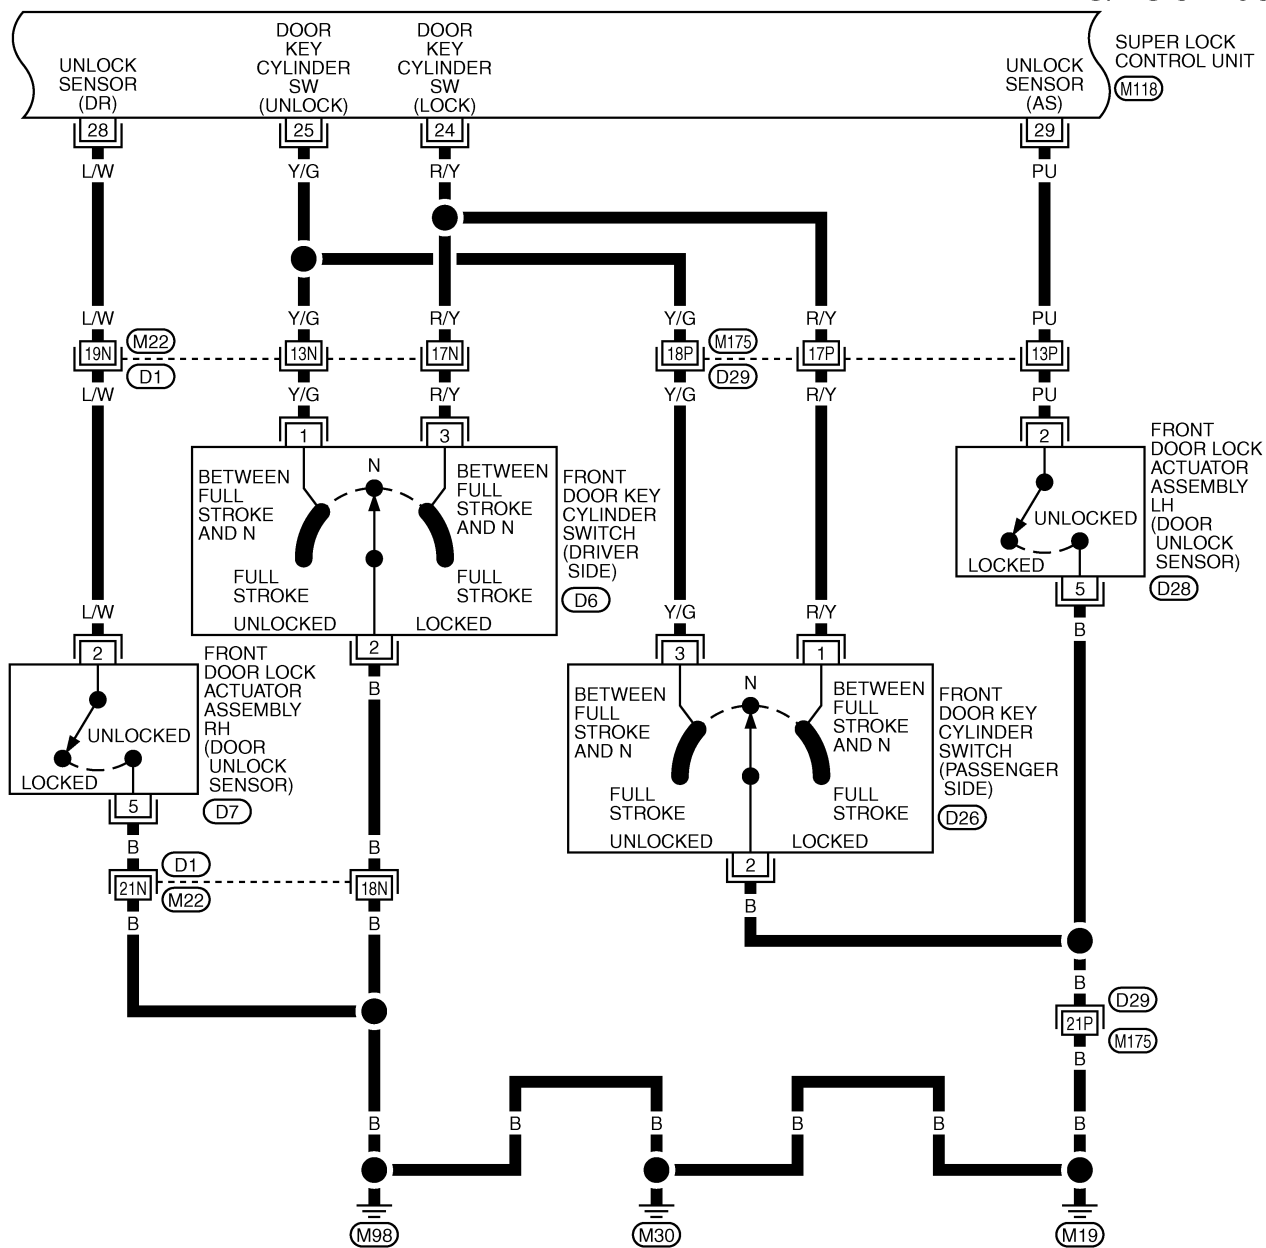 UNLOCK
SENSOR
(DR)
DOOR
KEY
CYLINDER
SW
(UNLOCK)
DOOR
KEY
CYLINDER
SW
(LOCK)
UNLOCK
SENSOR
(AS)
SUPER LOCK
CONTROL UNIT
M118
28
25
24
29
L/W
Y/G
R/Y
PU
L/W
Y/G
R/Y
Y/G
R/Y
PU
19N
M22
D1
13N
17N
18P
M175
D29
17P
13P
L/W
Y/G
R/Y
Y/G
R/Y
PU
1
3
2
BETWEEN
FULL
STROKE
AND N
N
BETWEEN
FULL
STROKE
AND N
FULL
STROKE
FULL
STROKE
UNLOCKED
LOCKED
2
FRONT
DOOR KEY
CYLINDER
SWITCH
(DRIVER
SIDE)
D6
UNLOCKED
LOCKED
5
FRONT
DOOR LOCK
ACTUATOR
ASSEMBLY
LH
(DOOR
UNLOCK
SENSOR)
D28
L/W
Y/G
R/Y
B
2
UNLOCKED
LOCKED
5
FRONT
DOOR LOCK
ACTUATOR
ASSEMBLY
RH
(DOOR
UNLOCK
SENSOR)
D7
B
3
1
BETWEEN
FULL
STROKE
AND N
N
BETWEEN
FULL
STROKE
AND N
FULL
STROKE
FULL
STROKE
UNLOCKED
LOCKED
2
FRONT
DOOR KEY
CYLINDER
SWITCH
(PASSENGER
SIDE)
D26
B
B
21N
D1
M22
18N
B
B
B
B
D29
21P
M175
B
B
B
B
B
B
B
M98
M30
M19